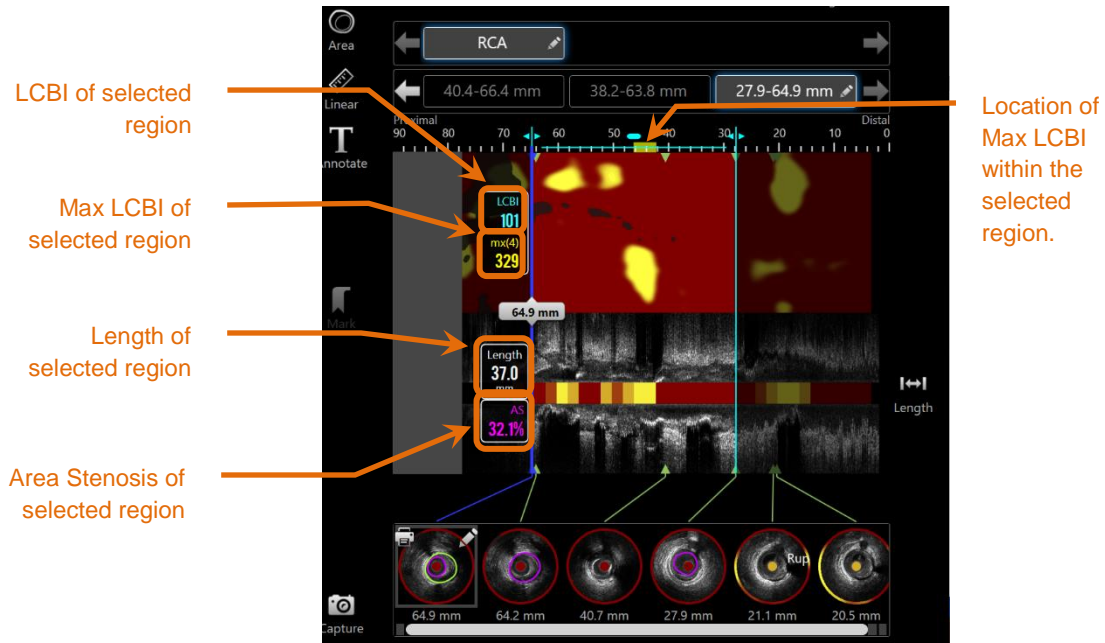 Area
RCA
Linear
40.4-66.4 mm
38.2-63.8 mm
27.9-64.9 mm
Proximal
Distal
90 80 70 60 50 40 30 20 10 0
nnotate
LCBI of selected
region
LCBI
101
Max LCBI of
selected region
mx(4)
329
Location of
Max LCBI
within the
selected
region.
Mark
64.9 mm
Length of
selected region
Length
37.0
mm
Length
AS
32.1%
Area Stenosis of
selected region
Rup
64.9 mm
64.2 mm
40.7 mm
27.9 mm
21.1 mm
20.5 mm
apture